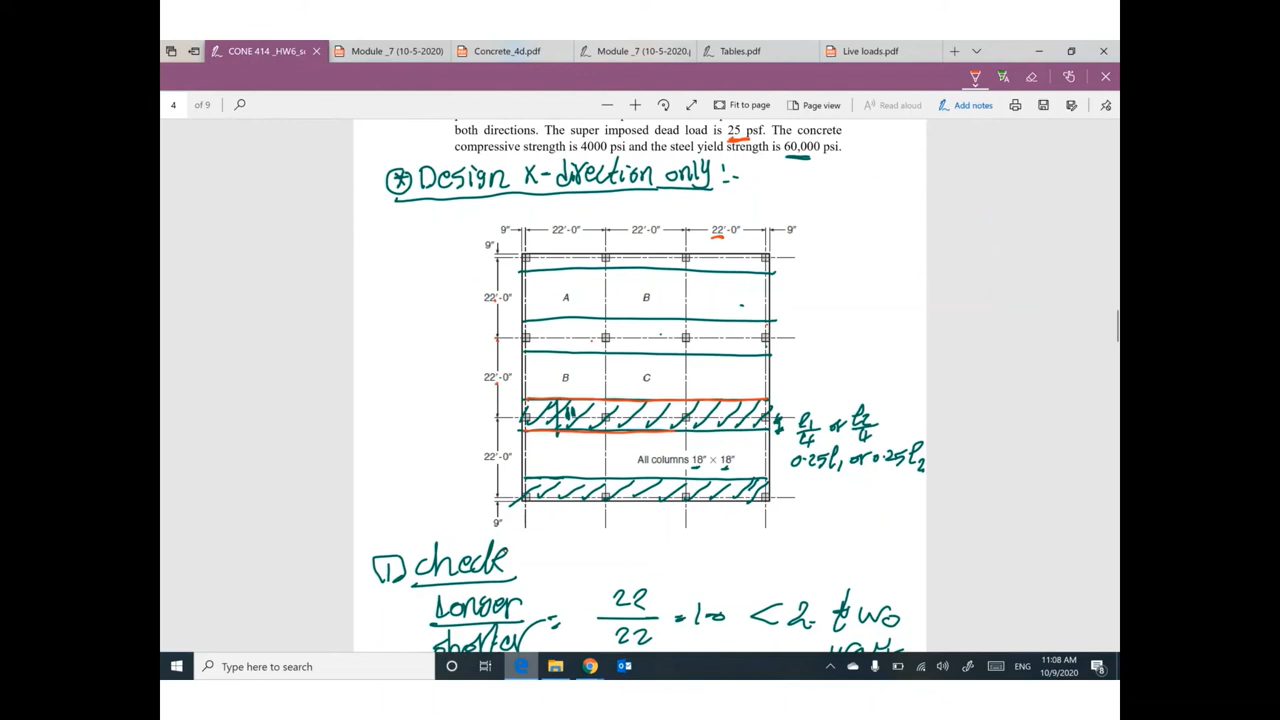 CONE 414 _HW6_s
Module _7 (10-5-2020)
Concrete_4d.pdf
Module _7 (10-5-2020).
Tables.pdf
Live loads.pdf
4 of 9
Fit to page
Page view
Read aloud
Add notes
both directions. The super imposed dead load is 25 psf. The concrete
compressive strength is 4000 psi and the steel yield strength is 60,000 psi.
* Design X-direction only :-
9" 22'-0" 22'-0" 22'-0" 9"
9"
22'-0" A B
22'-0" B C
l1/4 or l2/4
0.25l1 or 0.25l2
22'-0" All columns 18" × 18"
9"
1 check
Longer
shorter
= 22
22
= 1.0 < 2. two
Type here to search
ENG
11:08 AM
10/9/2020
8